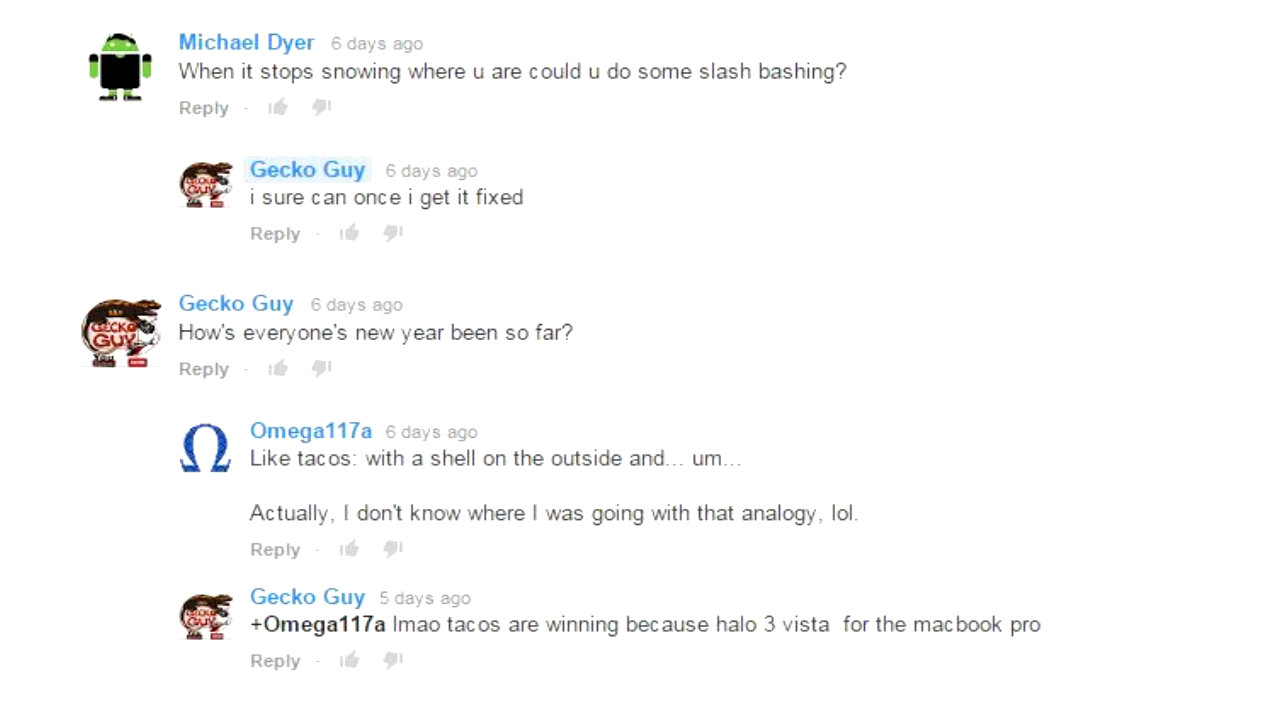 Michael Dyer 6 days ago
When it stops snowing where u are could u do some slash bashing?
Reply ·
Gecko Guy 6 days ago
i sure can once i get it fixed
Reply ·
Gecko Guy 6 days ago
How's everyone's new year been so far?
GECKO
GUY
Reply ·
Omega117a 6 days ago
Like tacos: with a shell on the outside and... um...
Actually, I don't know where I was going with that analogy, lol.
Reply ·
Gecko Guy 5 days ago
+Omega117a lmao tacos are winning because halo 3 vista  for the macbook pro
Reply ·